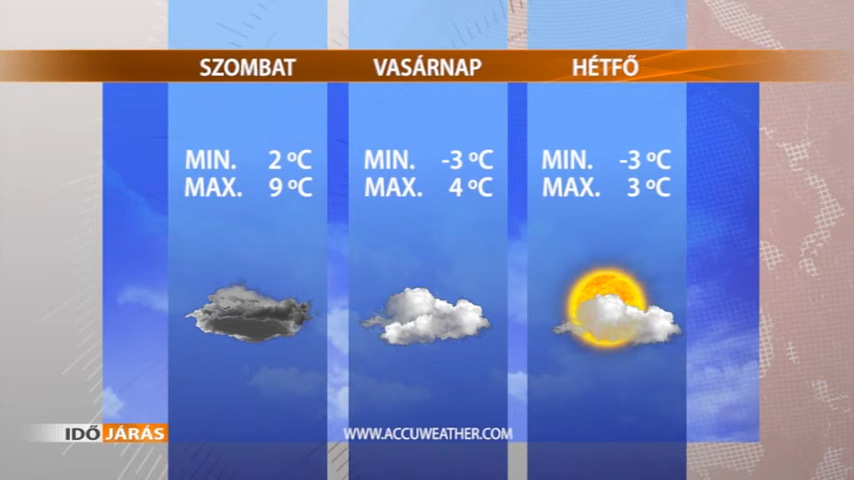 SZOMBAT VASÁRNAP HÉTFŐ
MIN. 2 ºC MIN. -3 ºC MIN. -3 ºC
MAX. 9 ºC MAX. 4 ºC MAX. 3 ºC
IDŐJÁRÁS WWW.ACCUWEATHER.COM